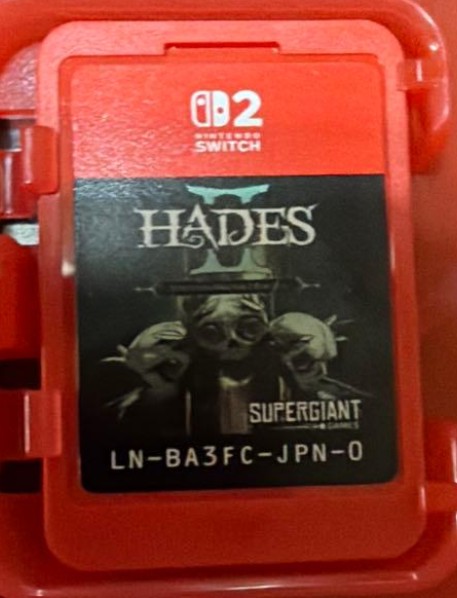 2
NINTENDO
SWITCH
II
HADES
SUPERGIANT
GAMES
LN-BA3FC-JPN-0